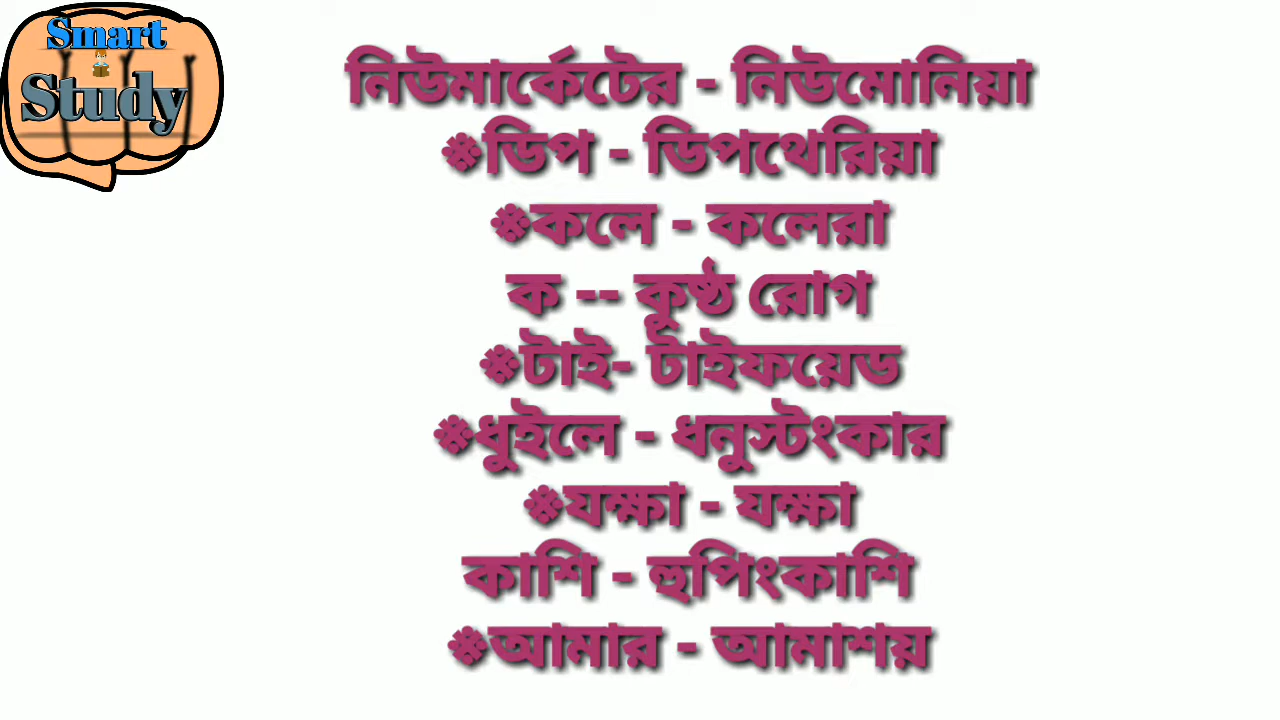 Smart
Study
নিউমার্কেটের - নিউমোনিয়া
※ডিপ - ডিপথেরিয়া
※কলে - কলেরা
ক -- কুষ্ঠ রোগ
※টাই- টাইফয়েড
※ধুইলে - ধনুস্টংকার
※যক্ষা - যক্ষা
কাশি - হুপিংকাশি
※আমার - আমাশয়